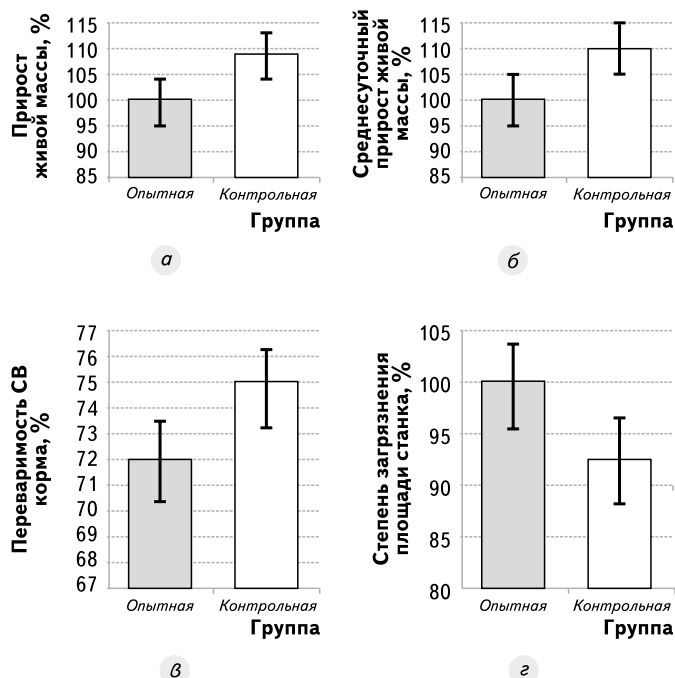 Прирост
живой массы, %
115
110
105
100
95
90
85
Опытная
Контрольная
Группа
а
Среднесуточный
прирост живой
массы, %
115
110
105
100
95
90
85
Опытная
Контрольная
Группа
б
Переваримость СВ
корма, %
77
76
75
74
73
72
71
70
69
68
67
Опытная
Контрольная
Группа
в
Степень загрязнения
площади станка, %
105
100
95
90
85
80
Опытная
Контрольная
Группа
г